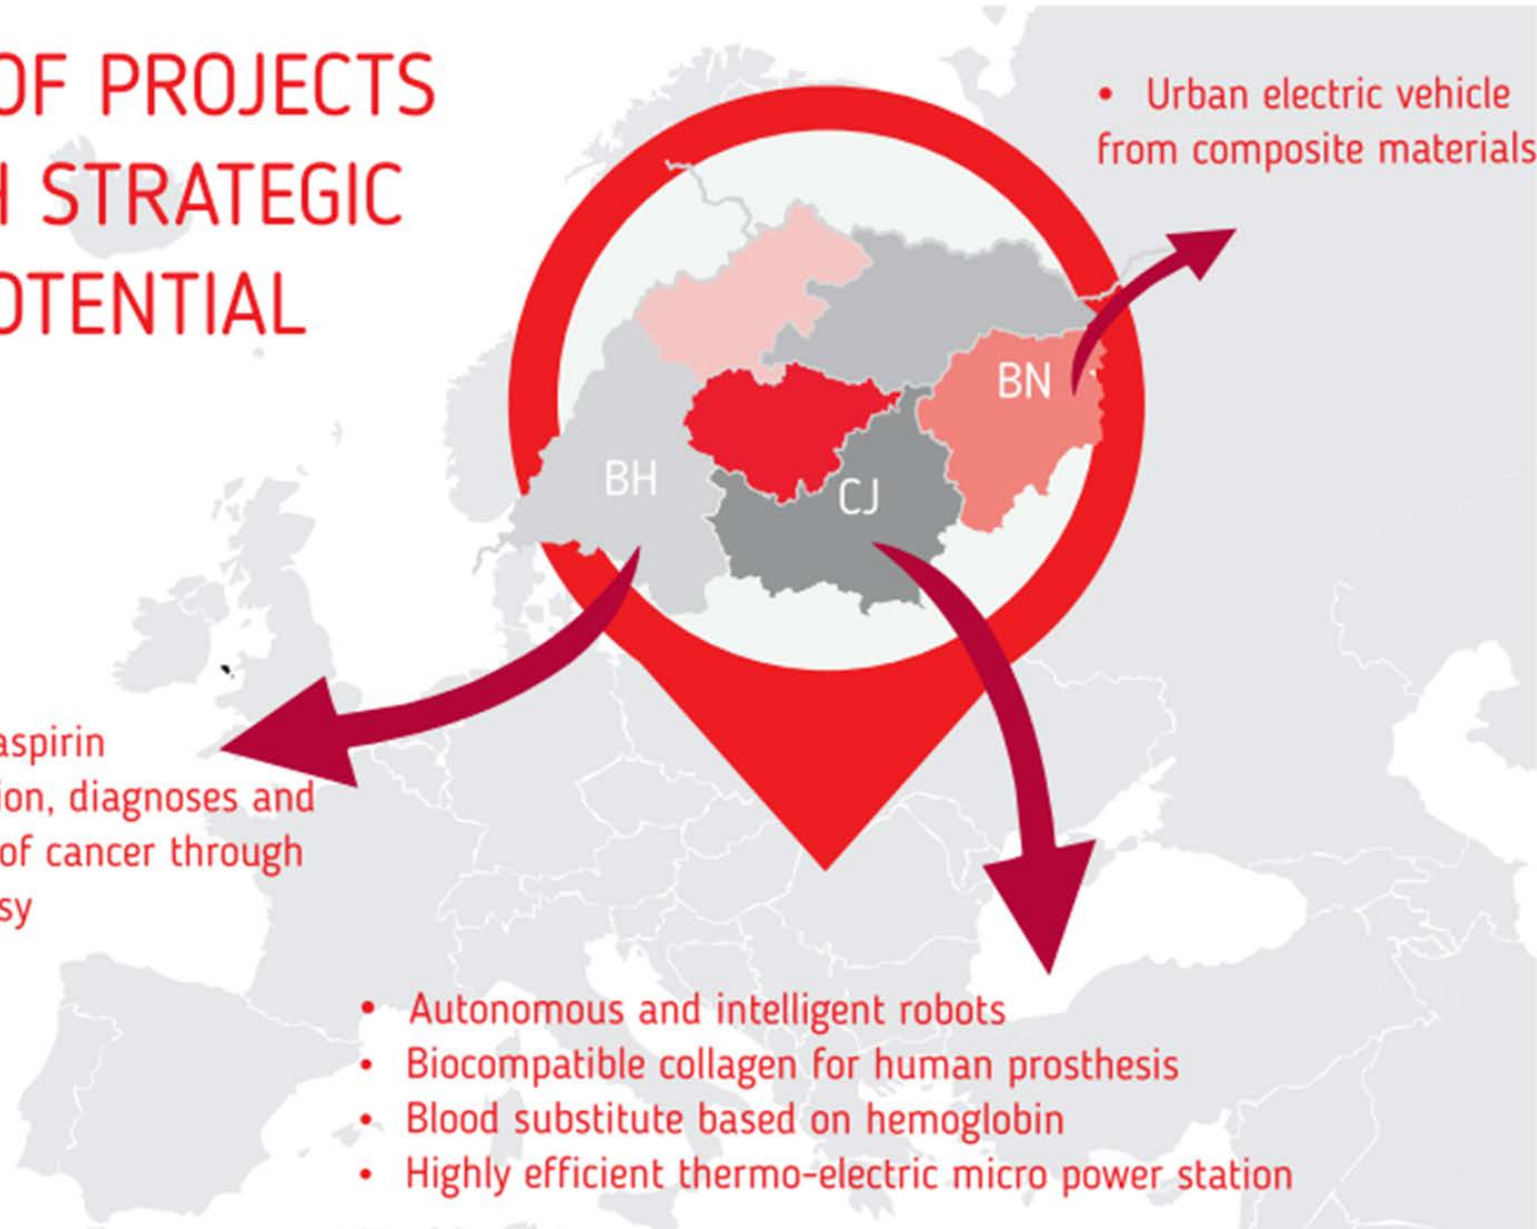 OF PROJECTS
STRATEGIC
OTENTIAL
• Urban electric vehicle
from composite materials
BN
BH
CJ
aspirin
ion, diagnoses and
of cancer through
sy
• Autonomous and intelligent robots
• Biocompatible collagen for human prosthesis
• Blood substitute based on hemoglobin
• Highly efficient thermo-electric micro power station